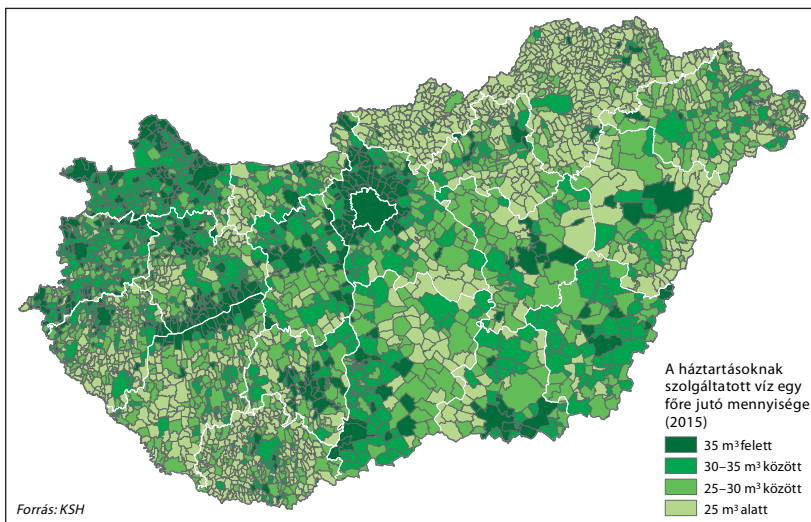 A háztartásoknak
szolgáltatott víz egy
főre jutó mennyisége
(2015)
35 m³ felett
30–35 m³ között
25–30 m³ között
25 m³ alatt
Forrás: KSH